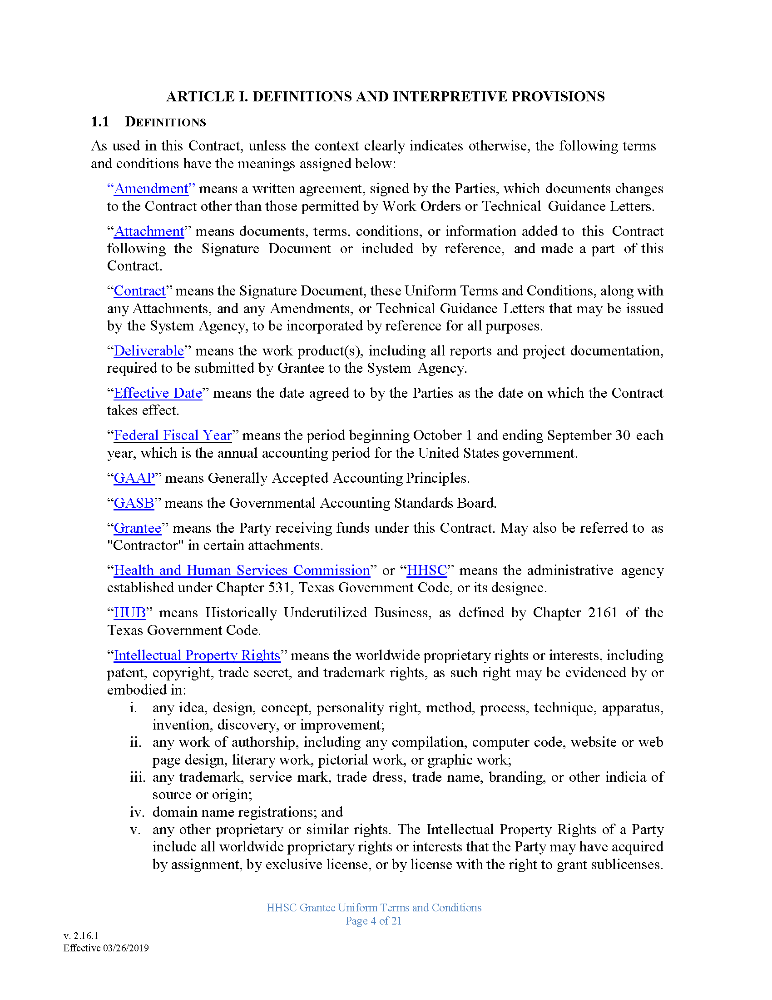 ARTICLE I. DEFINITIONS AND INTERPRETIVE PROVISIONS
1.1 DEFINITIONS
As used in this Contract, unless the context clearly indicates otherwise, the following terms
and conditions have the meanings assigned below:
“Amendment” means a written agreement, signed by the Parties, which documents changes
to the Contract other than those permitted by Work Orders or Technical Guidance Letters.
“Attachment” means documents, terms, conditions, or information added to this Contract
following the Signature Document or included by reference, and made a part of this
Contract.
“Contract” means the Signature Document, these Uniform Terms and Conditions, along with
any Attachments, and any Amendments, or Technical Guidance Letters that may be issued
by the System Agency, to be incorporated by reference for all purposes.
“Deliverable” means the work product(s), including all reports and project documentation,
required to be submitted by Grantee to the System Agency.
“Effective Date” means the date agreed to by the Parties as the date on which the Contract
takes effect.
“Federal Fiscal Year” means the period beginning October 1 and ending September 30 each
year, which is the annual accounting period for the United States government.
“GAAP” means Generally Accepted Accounting Principles.
“GASB” means the Governmental Accounting Standards Board.
“Grantee” means the Party receiving funds under this Contract. May also be referred to as
"Contractor" in certain attachments.
“Health and Human Services Commission” or “HHSC” means the administrative agency
established under Chapter 531, Texas Government Code, or its designee.
“HUB” means Historically Underutilized Business, as defined by Chapter 2161 of the
Texas Government Code.
“Intellectual Property Rights” means the worldwide proprietary rights or interests, including
patent, copyright, trade secret, and trademark rights, as such right may be evidenced by or
embodied in:
i. any idea, design, concept, personality right, method, process, technique, apparatus,
invention, discovery, or improvement;
ii. any work of authorship, including any compilation, computer code, website or web
page design, literary work, pictorial work, or graphic work;
iii. any trademark, service mark, trade dress, trade name, branding, or other indicia of
source or origin;
iv. domain name registrations; and
v. any other proprietary or similar rights. The Intellectual Property Rights of a Party
include all worldwide proprietary rights or interests that the Party may have acquired
by assignment, by exclusive license, or by license with the right to grant sublicenses.
HHSC Grantee Uniform Terms and Conditions
Page 4 of 21
v. 2.16.1
Effective 03/26/2019